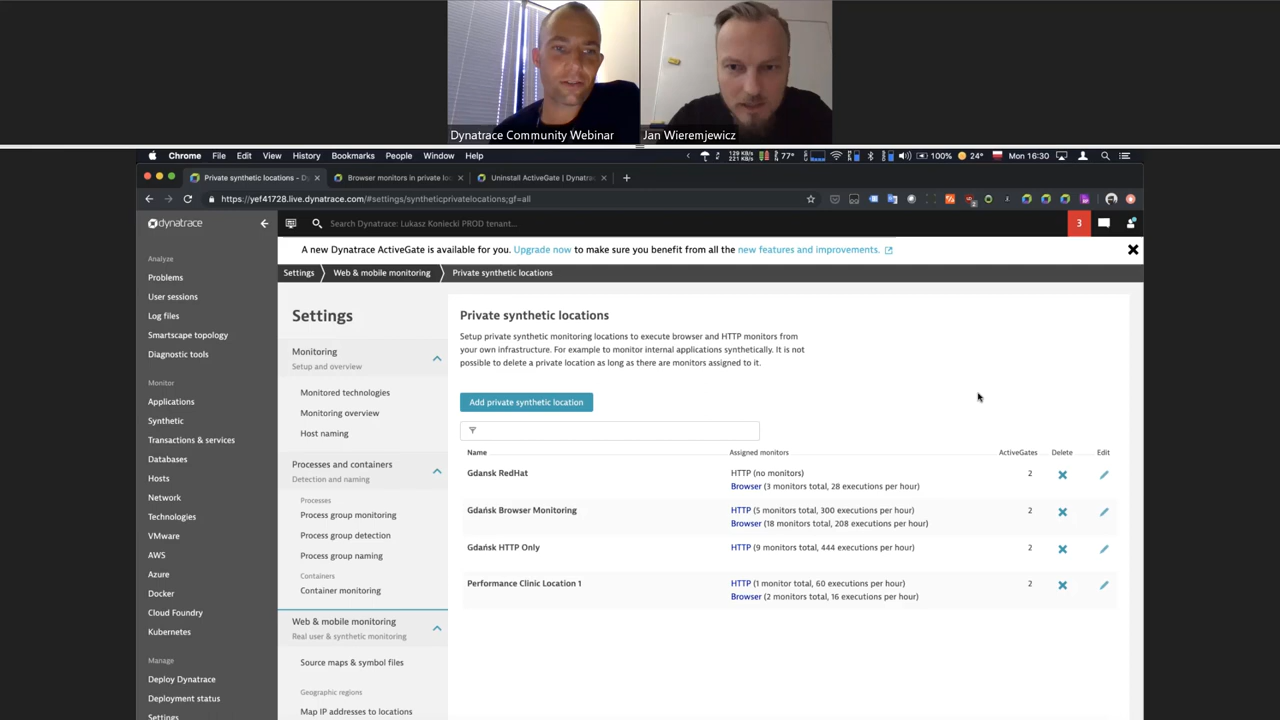 Dynatrace Community Webinar
Jan Wieremjewicz
Chrome File Edit View History Bookmarks People Window Help
129 KB/s
221 KB/s
77°
100%
24°
Mon 16:30
Private synthetic locations - D
Browser monitors in private lo
Uninstall ActiveGate | Dynatra
https://yef41728.live.dynatrace.com/#settings/syntheticprivatelocations;gf=all
dynatrace
Search Dynatrace: Lukasz Koniecki PROD tenant...
3
A new Dynatrace ActiveGate is available for you. Upgrade now to make sure you benefit from all the new features and improvements.
Settings
Web & mobile monitoring
Private synthetic locations
Analyze
Problems
User sessions
Log files
Smartscape topology
Diagnostic tools
Monitor
Applications
Synthetic
Transactions & services
Databases
Hosts
Network
Technologies
VMware
AWS
Azure
Docker
Cloud Foundry
Kubernetes
Manage
Deploy Dynatrace
Deployment status
Settings
Settings
Monitoring
Setup and overview
Monitored technologies
Monitoring overview
Host naming
Processes and containers
Detection and naming
Processes
Process group monitoring
Process group detection
Process group naming
Containers
Container monitoring
Web & mobile monitoring
Real user & synthetic monitoring
Source maps & symbol files
Geographic regions
Map IP addresses to locations
Private synthetic locations
Setup private synthetic monitoring locations to execute browser and HTTP monitors from
your own infrastructure. For example to monitor internal applications synthetically. It is not
possible to delete a private location as long as there are monitors assigned to it.
Add private synthetic location
Name Assigned monitors ActiveGates Delete Edit
Gdansk RedHat HTTP (no monitors) 2
Browser (3 monitors total, 28 executions per hour)
Gdańsk Browser Monitoring HTTP (5 monitors total, 300 executions per hour) 2
Browser (18 monitors total, 208 executions per hour)
Gdańsk HTTP Only HTTP (9 monitors total, 444 executions per hour) 2
Performance Clinic Location 1 HTTP (1 monitor total, 60 executions per hour) 2
Browser (2 monitors total, 16 executions per hour)